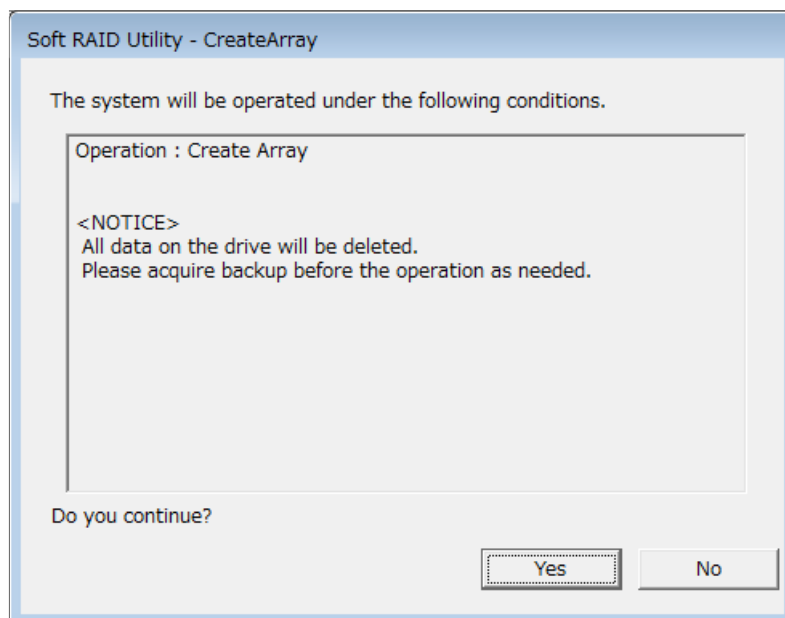 Soft RAID Utility - CreateArray
The system will be operated under the following conditions.
Operation : Create Array
<NOTICE>
All data on the drive will be deleted.
Please acquire backup before the operation as needed.
Do you continue?
Yes
No